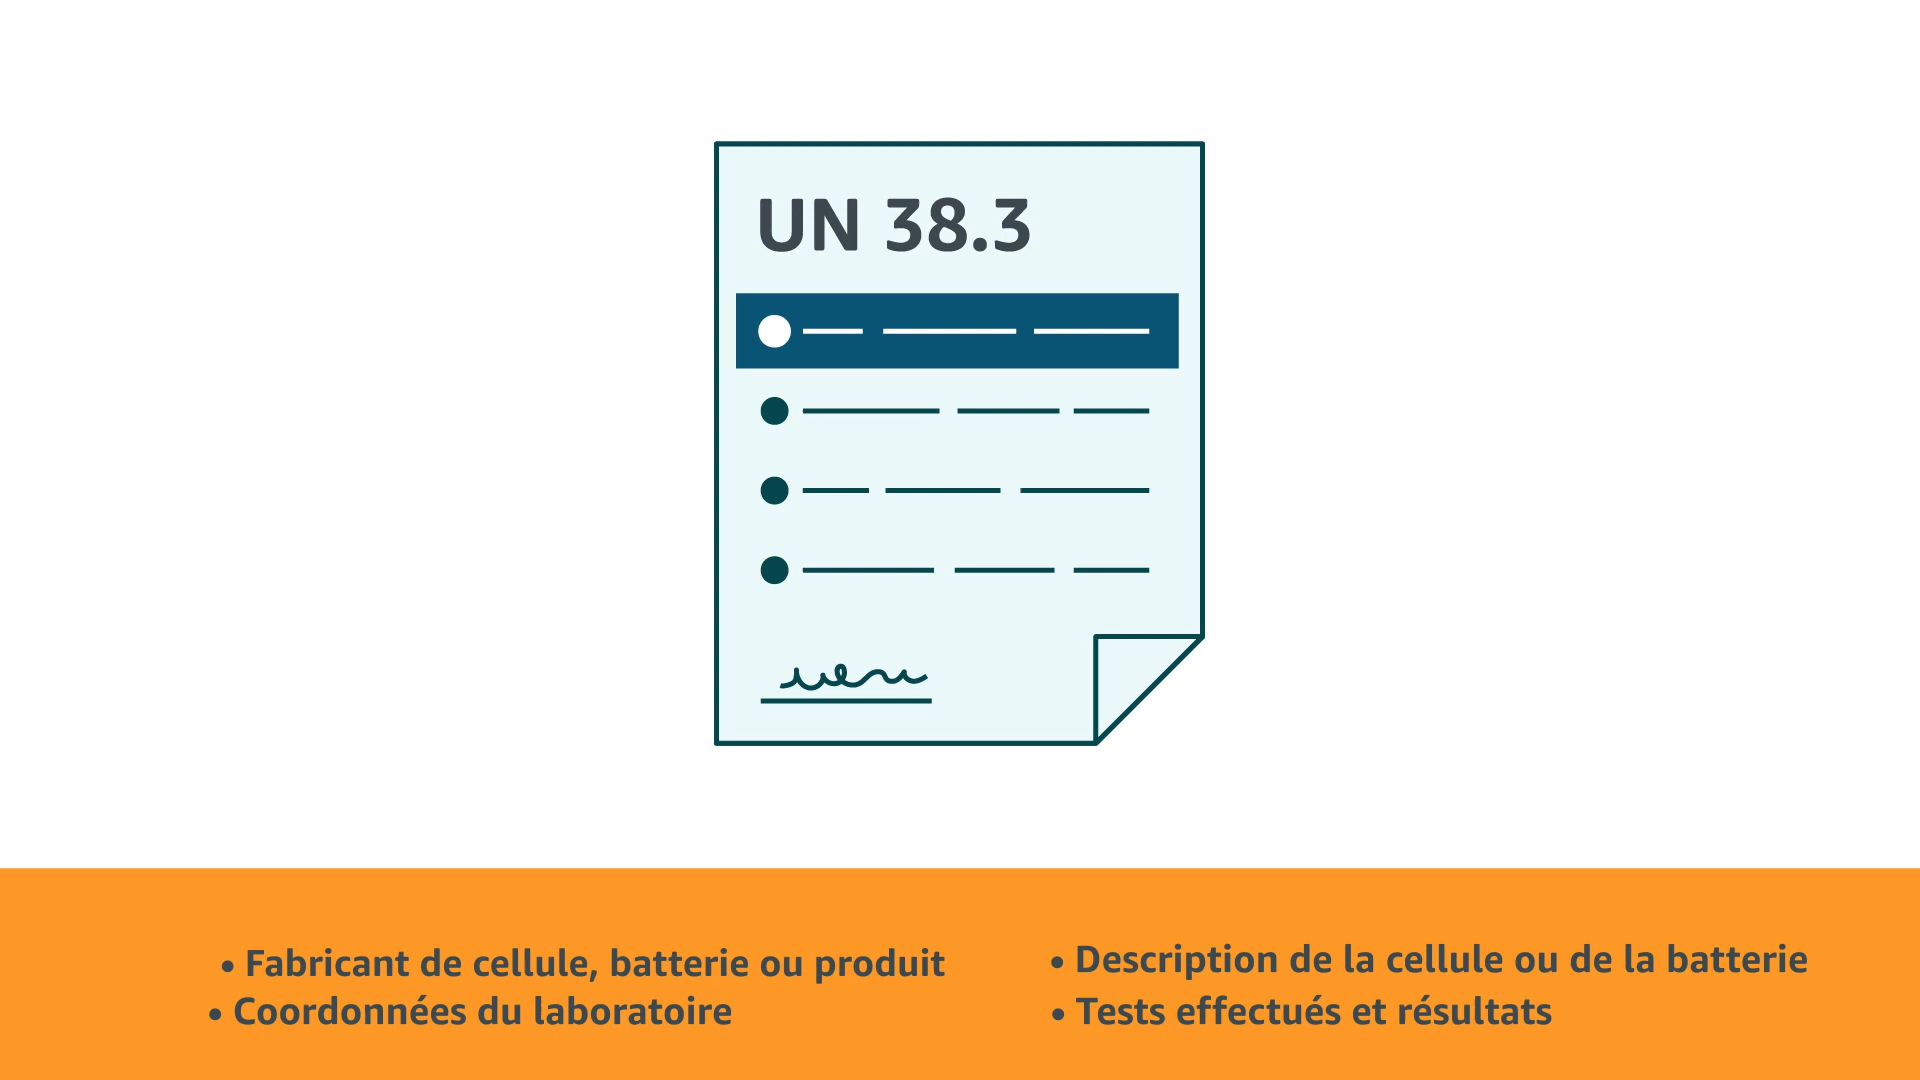 UN 38.3
• Fabricant de cellule, batterie ou produit
• Coordonnées du laboratoire
• Description de la cellule ou de la batterie
• Tests effectués et résultats